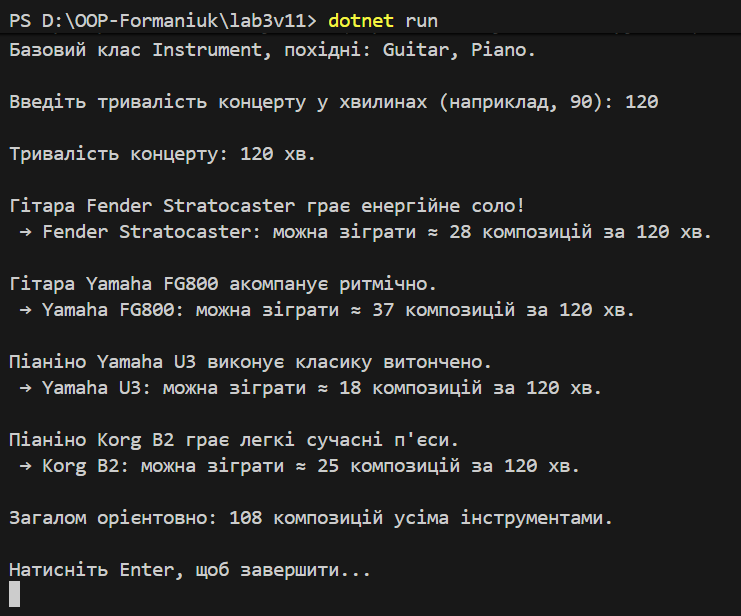 PS D:\OOP-Formaniuk\lab3v11> dotnet run
Базовий клас Instrument, похідні: Guitar, Piano.
Введіть тривалість концерту у хвилинах (наприклад, 90): 120
Тривалість концерту: 120 хв.
Гітара Fender Stratocaster грає енергійне соло!
→ Fender Stratocaster: можна зіграти ≈ 28 композицій за 120 хв.
Гітара Yamaha FG800 акомпанує ритмічно.
→ Yamaha FG800: можна зіграти ≈ 37 композицій за 120 хв.
Піаніно Yamaha U3 виконує класику витончено.
→ Yamaha U3: можна зіграти ≈ 18 композицій за 120 хв.
Піаніно Korg B2 грає легкі сучасні п'єси.
→ Korg B2: можна зіграти ≈ 25 композицій за 120 хв.
Загалом орієнтовно: 108 композицій усіма інструментами.
Натисніть Enter, щоб завершити...